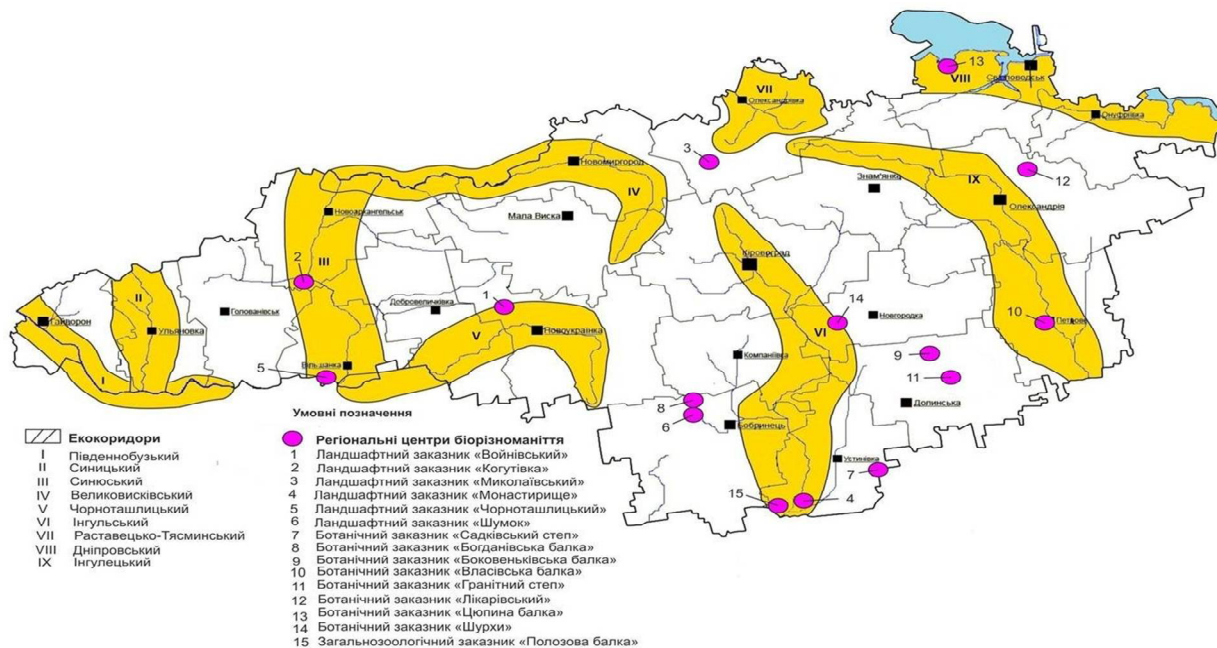 13
VIII
Світловодськ
VII
Олександрівка
Онуфріївка
3
Новомиргород
IV
Знам'янка
IX
12
Олександрія
Новоархангельськ
Мала Виска
III
2
Кіровоград
II
Гайворон
Ульяновка
Голованівськ
Добровеличківка
1
14
Новгородка
10
Петрове
V
Новоукраїнка
VI
Компаніївка
9
5
Вільшанка
I
11
8
6
Бобринець
Долинська
Устинівка
7
15
4
Умовні позначення
Екокоридори
I Південнобузький
II Синицький
III Синюський
IV Великовисківський
V Чорноташлицький
VI Інгульський
VII Раставецько-Тясминський
VIII Дніпровський
IX Інгулецький
Регіональні центри біорізноманіття
1 Ландшафтний заказник «Войнівський»
2 Ландшафтний заказник «Когутівка»
3 Ландшафтний заказник «Миколаївський»
4 Ландшафтний заказник «Монастирище»
5 Ландшафтний заказник «Чорноташлицький»
6 Ландшафтний заказник «Шумок»
7 Ботанічний заказник «Садківський степ»
8 Ботанічний заказник «Богданівська балка»
9 Ботанічний заказник «Боковеньківська балка»
10 Ботанічний заказник «Власівська балка»
11 Ботанічний заказник «Гранітний степ»
12 Ботанічний заказник «Лікарівський»
13 Ботанічний заказник «Цюпина балка»
14 Ботанічний заказник «Шурхи»
15 Загальнозоологічний заказник «Полозова балка»